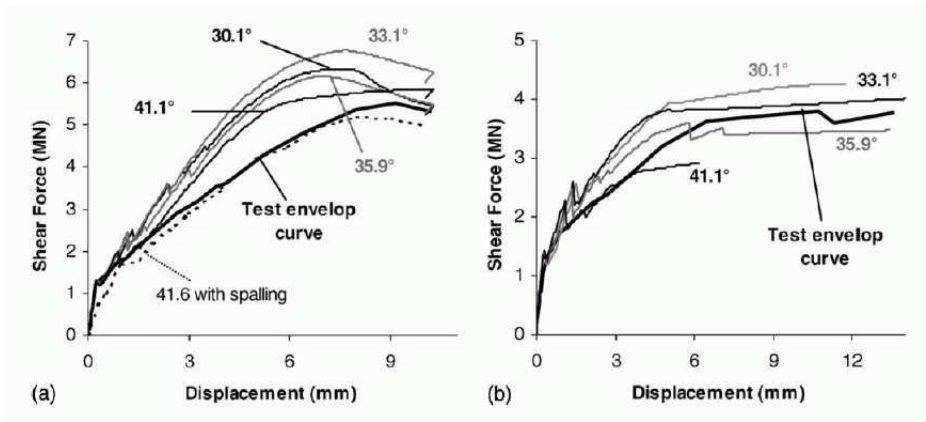 7
6
5
4
3
2
1
0
Shear Force (MN)
30.1°
33.1°
41.1°
35.9°
Test envelop
curve
41.6 with spalling
0 3 6 9
(a) Displacement (mm)
5
4
3
2
1
0
Shear Force (MN)
30.1°
33.1°
35.9°
41.1°
Test envelop
curve
0 3 6 9 12
(b) Displacement (mm)